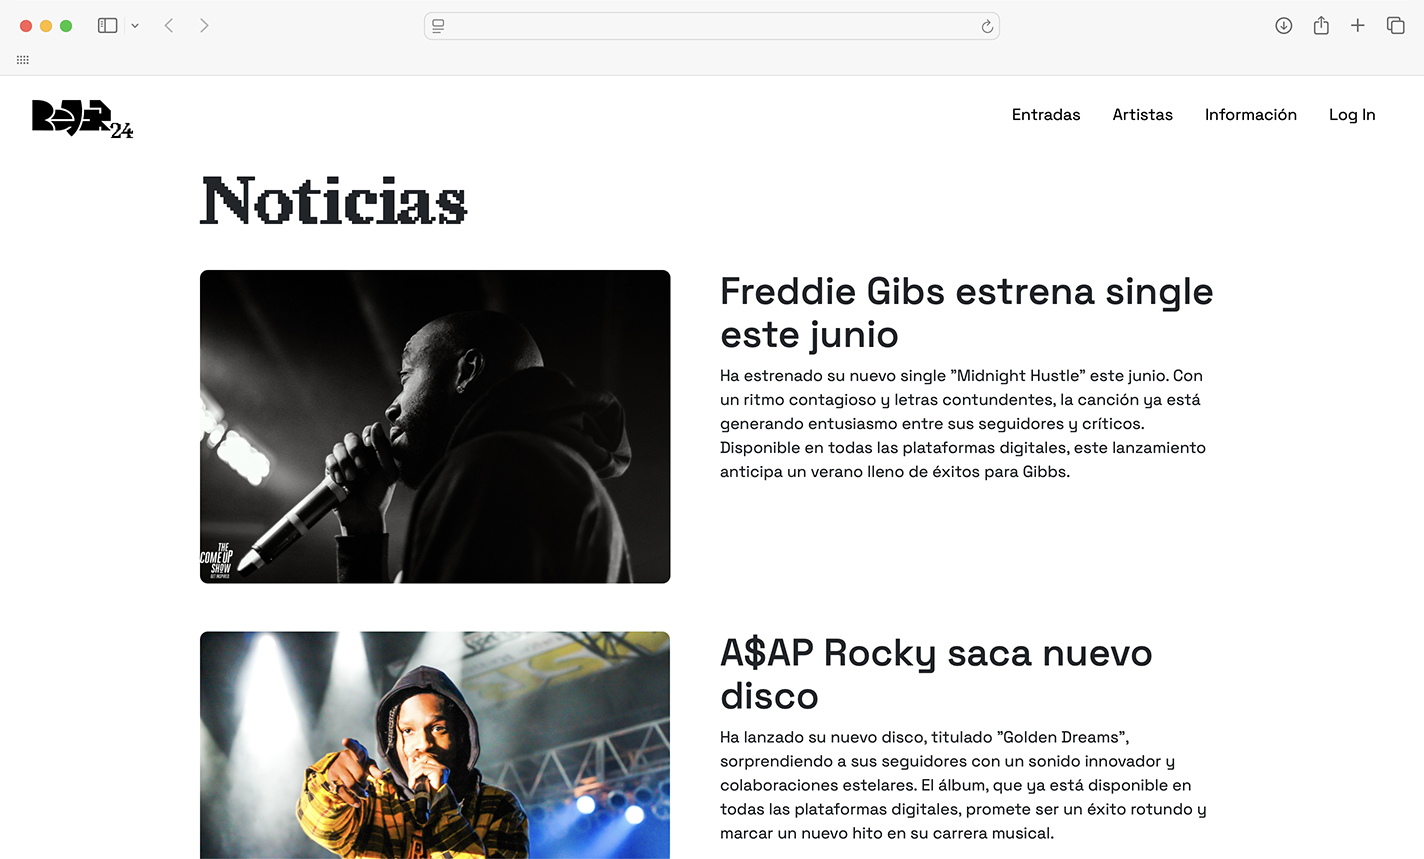 24
Entradas Artistas Información Log In
Noticias
Freddie Gibs estrena single
este junio
Ha estrenado su nuevo single ”Midnight Hustle” este junio. Con
un ritmo contagioso y letras contundentes, la canción ya está
generando entusiasmo entre sus seguidores y críticos.
Disponible en todas las plataformas digitales, este lanzamiento
anticipa un verano lleno de éxitos para Gibbs.
THE
COME UP
SHOW
GET INSPIRED.
A$AP Rocky saca nuevo
disco
Ha lanzado su nuevo disco, titulado ”Golden Dreams”,
sorprendiendo a sus seguidores con un sonido innovador y
colaboraciones estelares. El álbum, que ya está disponible en
todas las plataformas digitales, promete ser un éxito rotundo y
marcar un nuevo hito en su carrera musical.